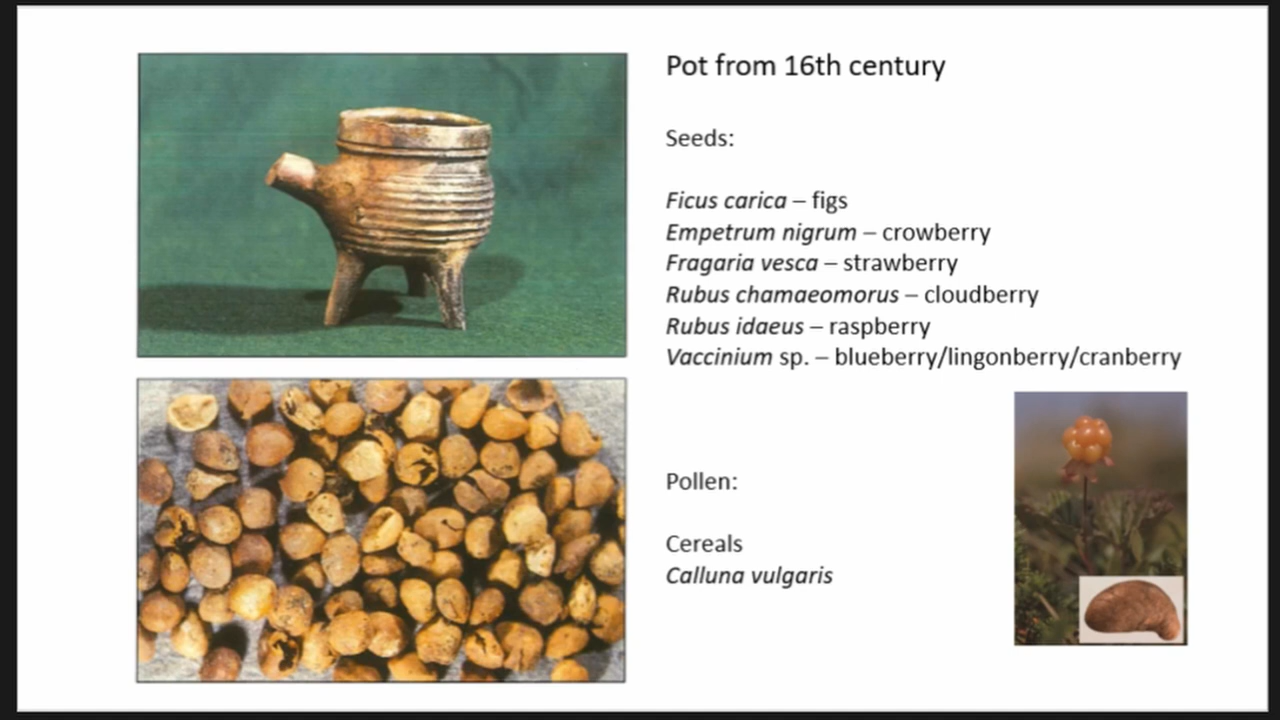 Pot from 16th century
Seeds:
Ficus carica – figs
Empetrum nigrum – crowberry
Fragaria vesca – strawberry
Rubus chamaeomorus – cloudberry
Rubus idaeus – raspberry
Vaccinium sp. – blueberry/lingonberry/cranberry
Pollen:
Cereals
Calluna vulgaris